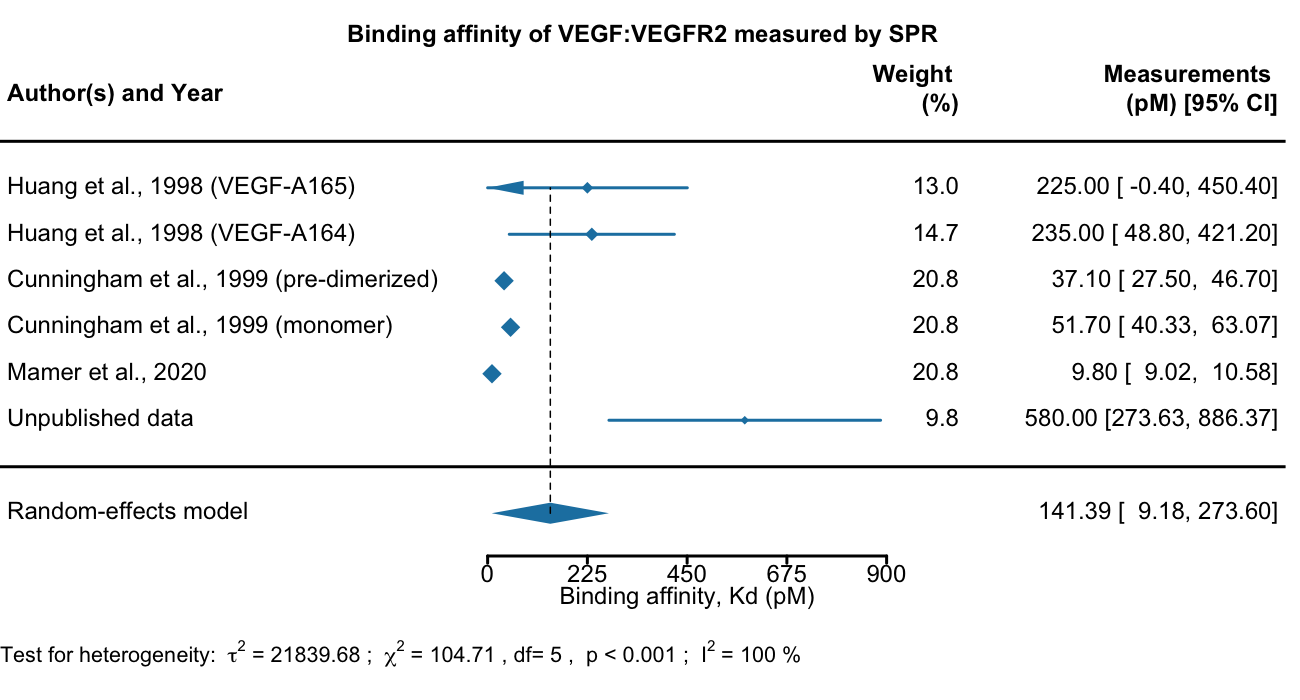 Binding affinity of VEGF:VEGFR2 measured by SPR
Author(s) and Year Weight (%) Measurements (pM) [95% CI]
Huang et al., 1998 (VEGF-A165) 13.0 225.00 [ -0.40, 450.40]
Huang et al., 1998 (VEGF-A164) 14.7 235.00 [ 48.80, 421.20]
Cunningham et al., 1999 (pre-dimerized) 20.8 37.10 [ 27.50, 46.70]
Cunningham et al., 1999 (monomer) 20.8 51.70 [ 40.33, 63.07]
Mamer et al., 2020 20.8 9.80 [ 9.02, 10.58]
Unpublished data 9.8 580.00 [273.63, 886.37]
Random-effects model 141.39 [ 9.18, 273.60]
0 225 450 675 900
Binding affinity, Kd (pM)
Test for heterogeneity: τ² = 21839.68 ; χ² = 104.71 , df= 5 , p < 0.001 ; I² = 100 %